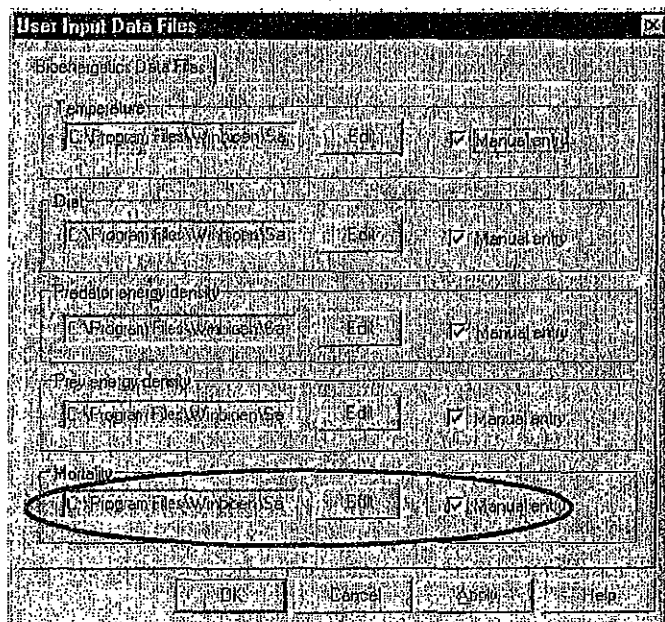 User Input Data Files
Bioenergetics Data Files
Temperature
C:\Program Files\Winbioen\Sa Edit Manual entry
Diet
C:\Program Files\Winbioen\Sa Edit Manual entry
Predator energy density
C:\Program Files\Winbioen\Sa Edit Manual entry
Prey energy density
C:\Program Files\Winbioen\Sa Edit Manual entry
Mortality
C:\Program Files\Winbioen\Sa Edit Manual entry
OK Cancel Apply Help